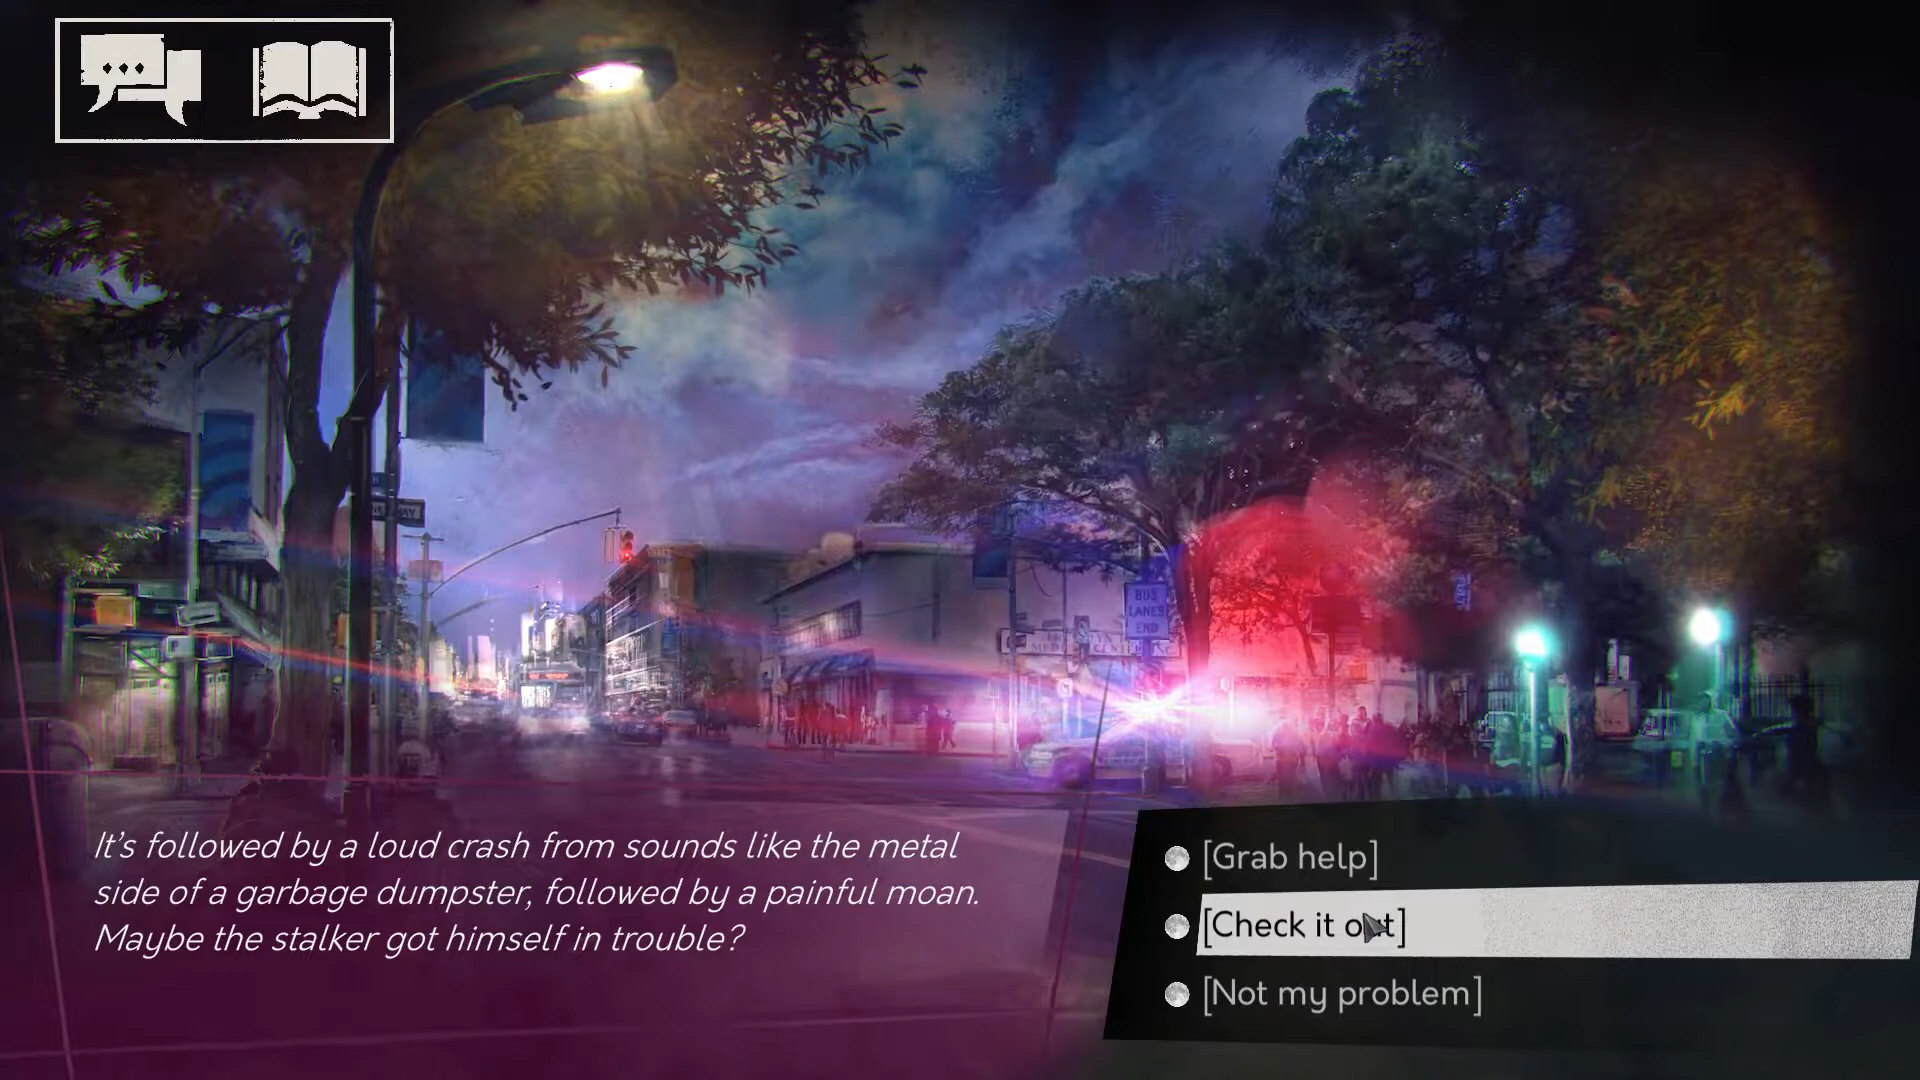 WAY
BUS
LANES
END
It's followed by a loud crash from sounds like the metal
side of a garbage dumpster, followed by a painful moan.
Maybe the stalker got himself in trouble?
[Grab help]
[Check it out]
[Not my problem]